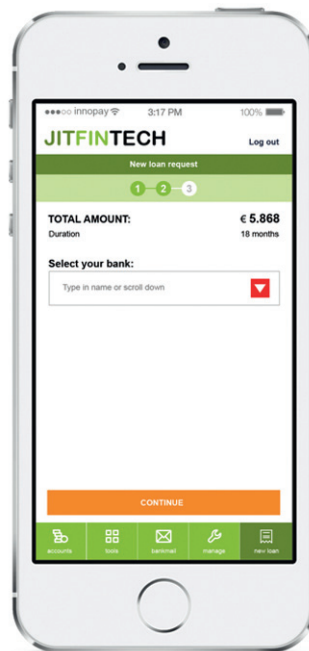 ●●●○○ innopay 3:17 PM 100%
JITFINTECH Log out
New loan request
1 2 3
TOTAL AMOUNT: € 5.868
Duration 18 months
Select your bank:
Type in name or scroll down
CONTINUE
accounts tools bankmail manage new loan